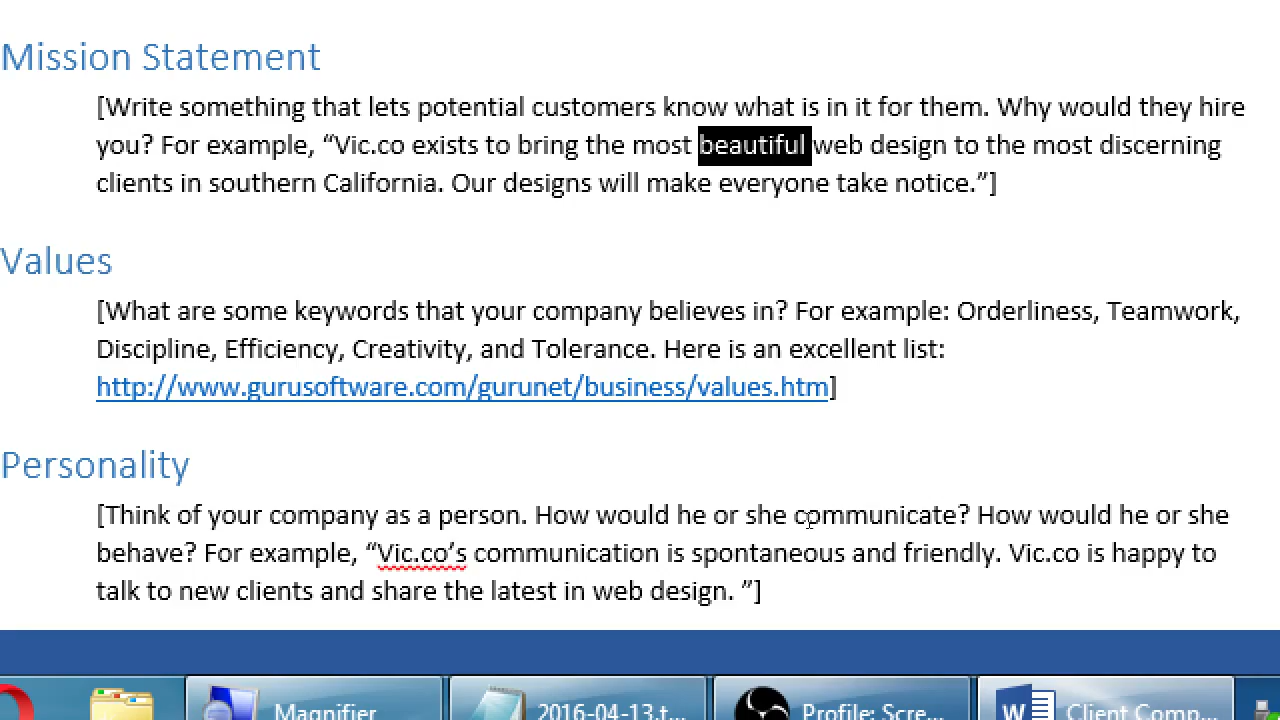 Mission Statement
[Write something that lets potential customers know what is in it for them. Why would they hire
you? For example, “Vic.co exists to bring the most beautiful web design to the most discerning
clients in southern California. Our designs will make everyone take notice.”]
Values
[What are some keywords that your company believes in? For example: Orderliness, Teamwork,
Discipline, Efficiency, Creativity, and Tolerance. Here is an excellent list:
http://www.gurusoftware.com/gurunet/business/values.htm]
Personality
[Think of your company as a person. How would he or she communicate? How would he or she
behave? For example, “Vic.co’s communication is spontaneous and friendly. Vic.co is happy to
talk to new clients and share the latest in web design. ”]
Magnifier 2016-04-13.t... Profile: Scre... Client Comp...